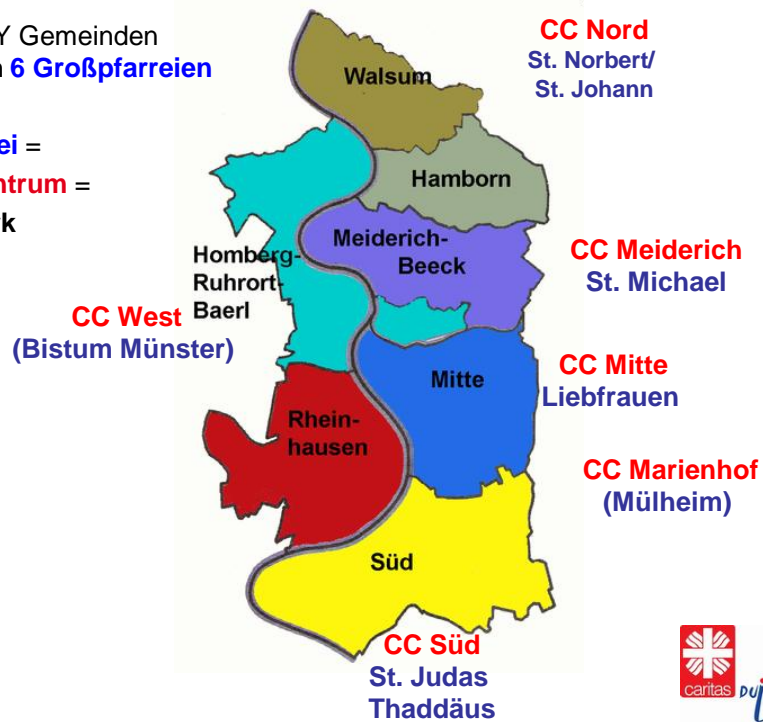 Y Gemeinden
6 Großpfarreien
ei =
ntrum =
k
CC Nord
St. Norbert/
St. Johann
Walsum
Hamborn
Meiderich-
Beeck
Homberg-
Ruhrort-
Baerl
CC Meiderich
St. Michael
CC West
(Bistum Münster)
Mitte
CC Mitte
Liebfrauen
Rhein-
hausen
CC Marienhof
(Mülheim)
Süd
CC Süd
St. Judas
Thaddäus
caritas DU